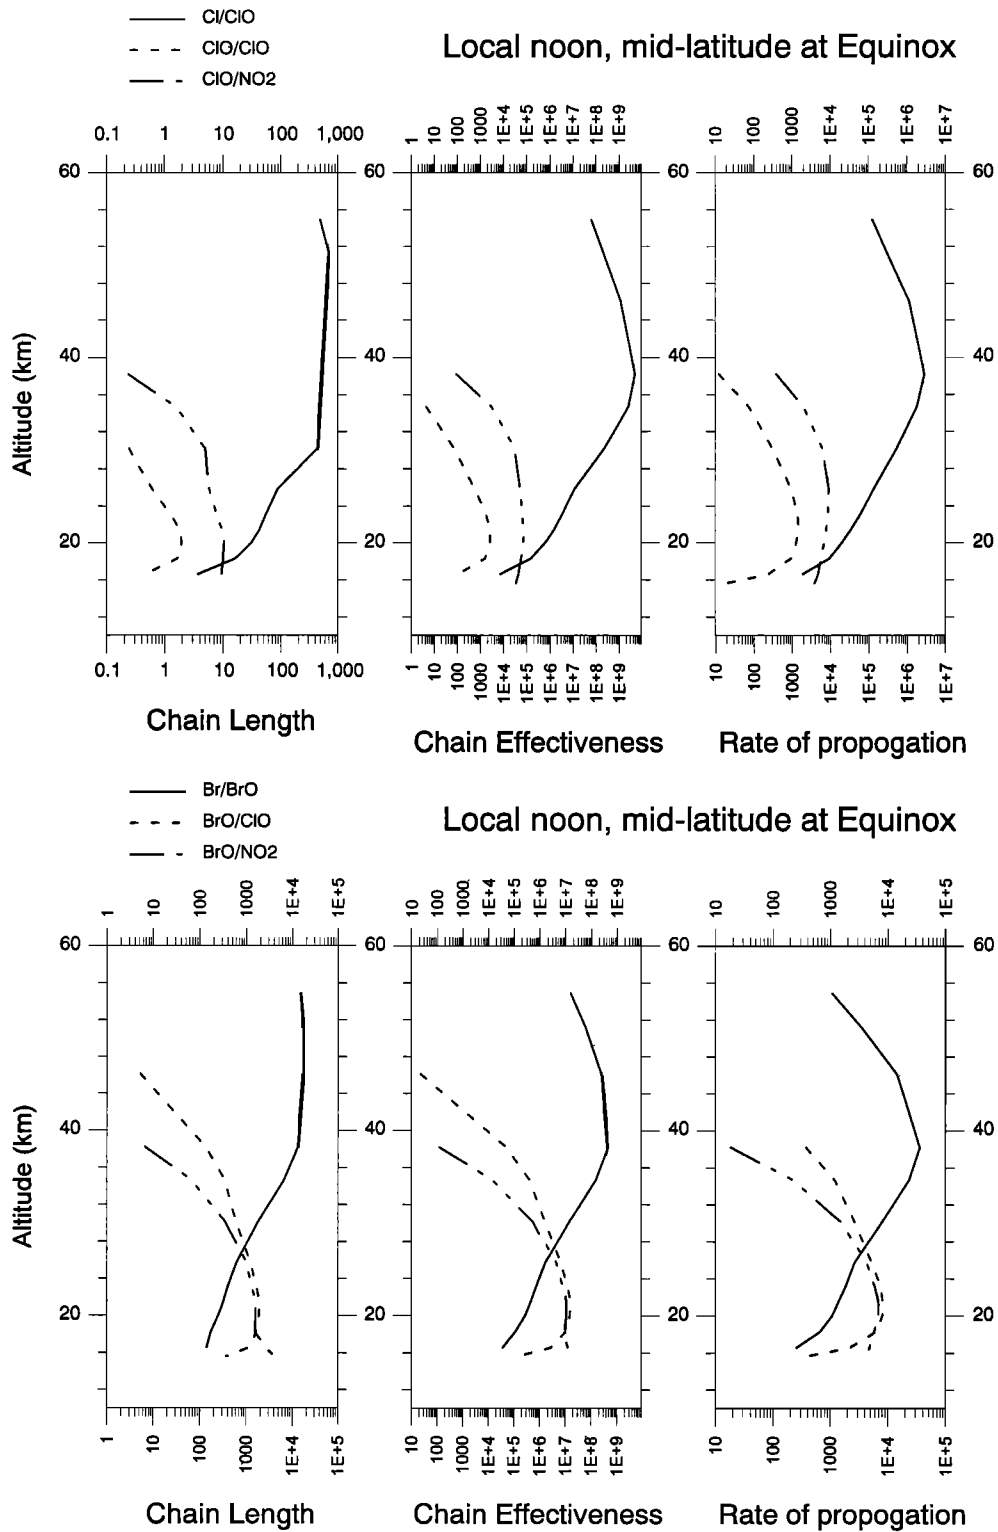 Cl/ClO
ClO/ClO
ClO/NO2
Local noon, mid-latitude at Equinox
0.1 1 10 100 1,000
1 10 100 1000 1E+4 1E+5 1E+6 1E+7 1E+8 1E+9
10 100 1000 1E+4 1E+5 1E+6 1E+7
60 60 60
40 40 40
20 20 20
Altitude (km)
0.1 1 10 100 1,000
1 10 100 1000 1E+4 1E+5 1E+6 1E+7 1E+8 1E+9
10 100 1000 1E+4 1E+5 1E+6 1E+7
Chain Length
Chain Effectiveness
Rate of propogation
Br/BrO
BrO/ClO
BrO/NO2
Local noon, mid-latitude at Equinox
1 10 100 1000 1E+4 1E+5
10 100 1000 1E+4 1E+5 1E+6 1E+7 1E+8 1E+9
10 100 1000 1E+4 1E+5
60 60 60
40 40 40
20 20 20
Altitude (km)
1 10 100 1000 1E+4 1E+5
10 100 1000 1E+4 1E+5 1E+6 1E+7 1E+8 1E+9
10 100 1000 1E+4 1E+5
Chain Length
Chain Effectiveness
Rate of propogation